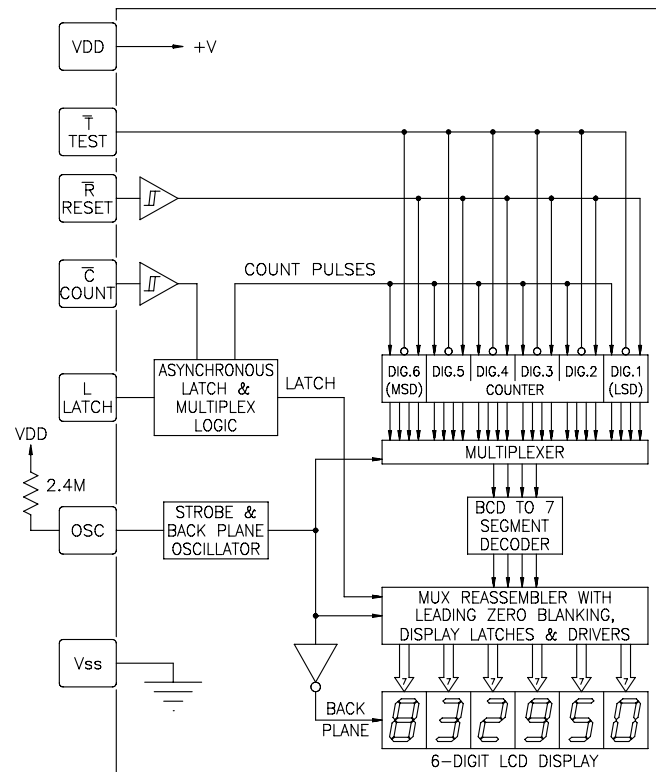 VDD
+V
T
TEST
R
RESET
C
COUNT
COUNT PULSES
L
LATCH
ASYNCHRONOUS
LATCH &
MULTIPLEX
LOGIC
LATCH
DIG.6
(MSD)
DIG.5
DIG.4
DIG.3
DIG.2
DIG.1
(LSD)
COUNTER
MULTIPLEXER
VDD
2.4M
OSC
STROBE &
BACK PLANE
OSCILLATOR
BCD TO 7
SEGMENT
DECODER
MUX REASSEMBLER WITH
LEADING ZERO BLANKING,
DISPLAY LATCHES & DRIVERS
Vss
7 7 7 7 7 7
BACK
PLANE
832950
6-DIGIT LCD DISPLAY